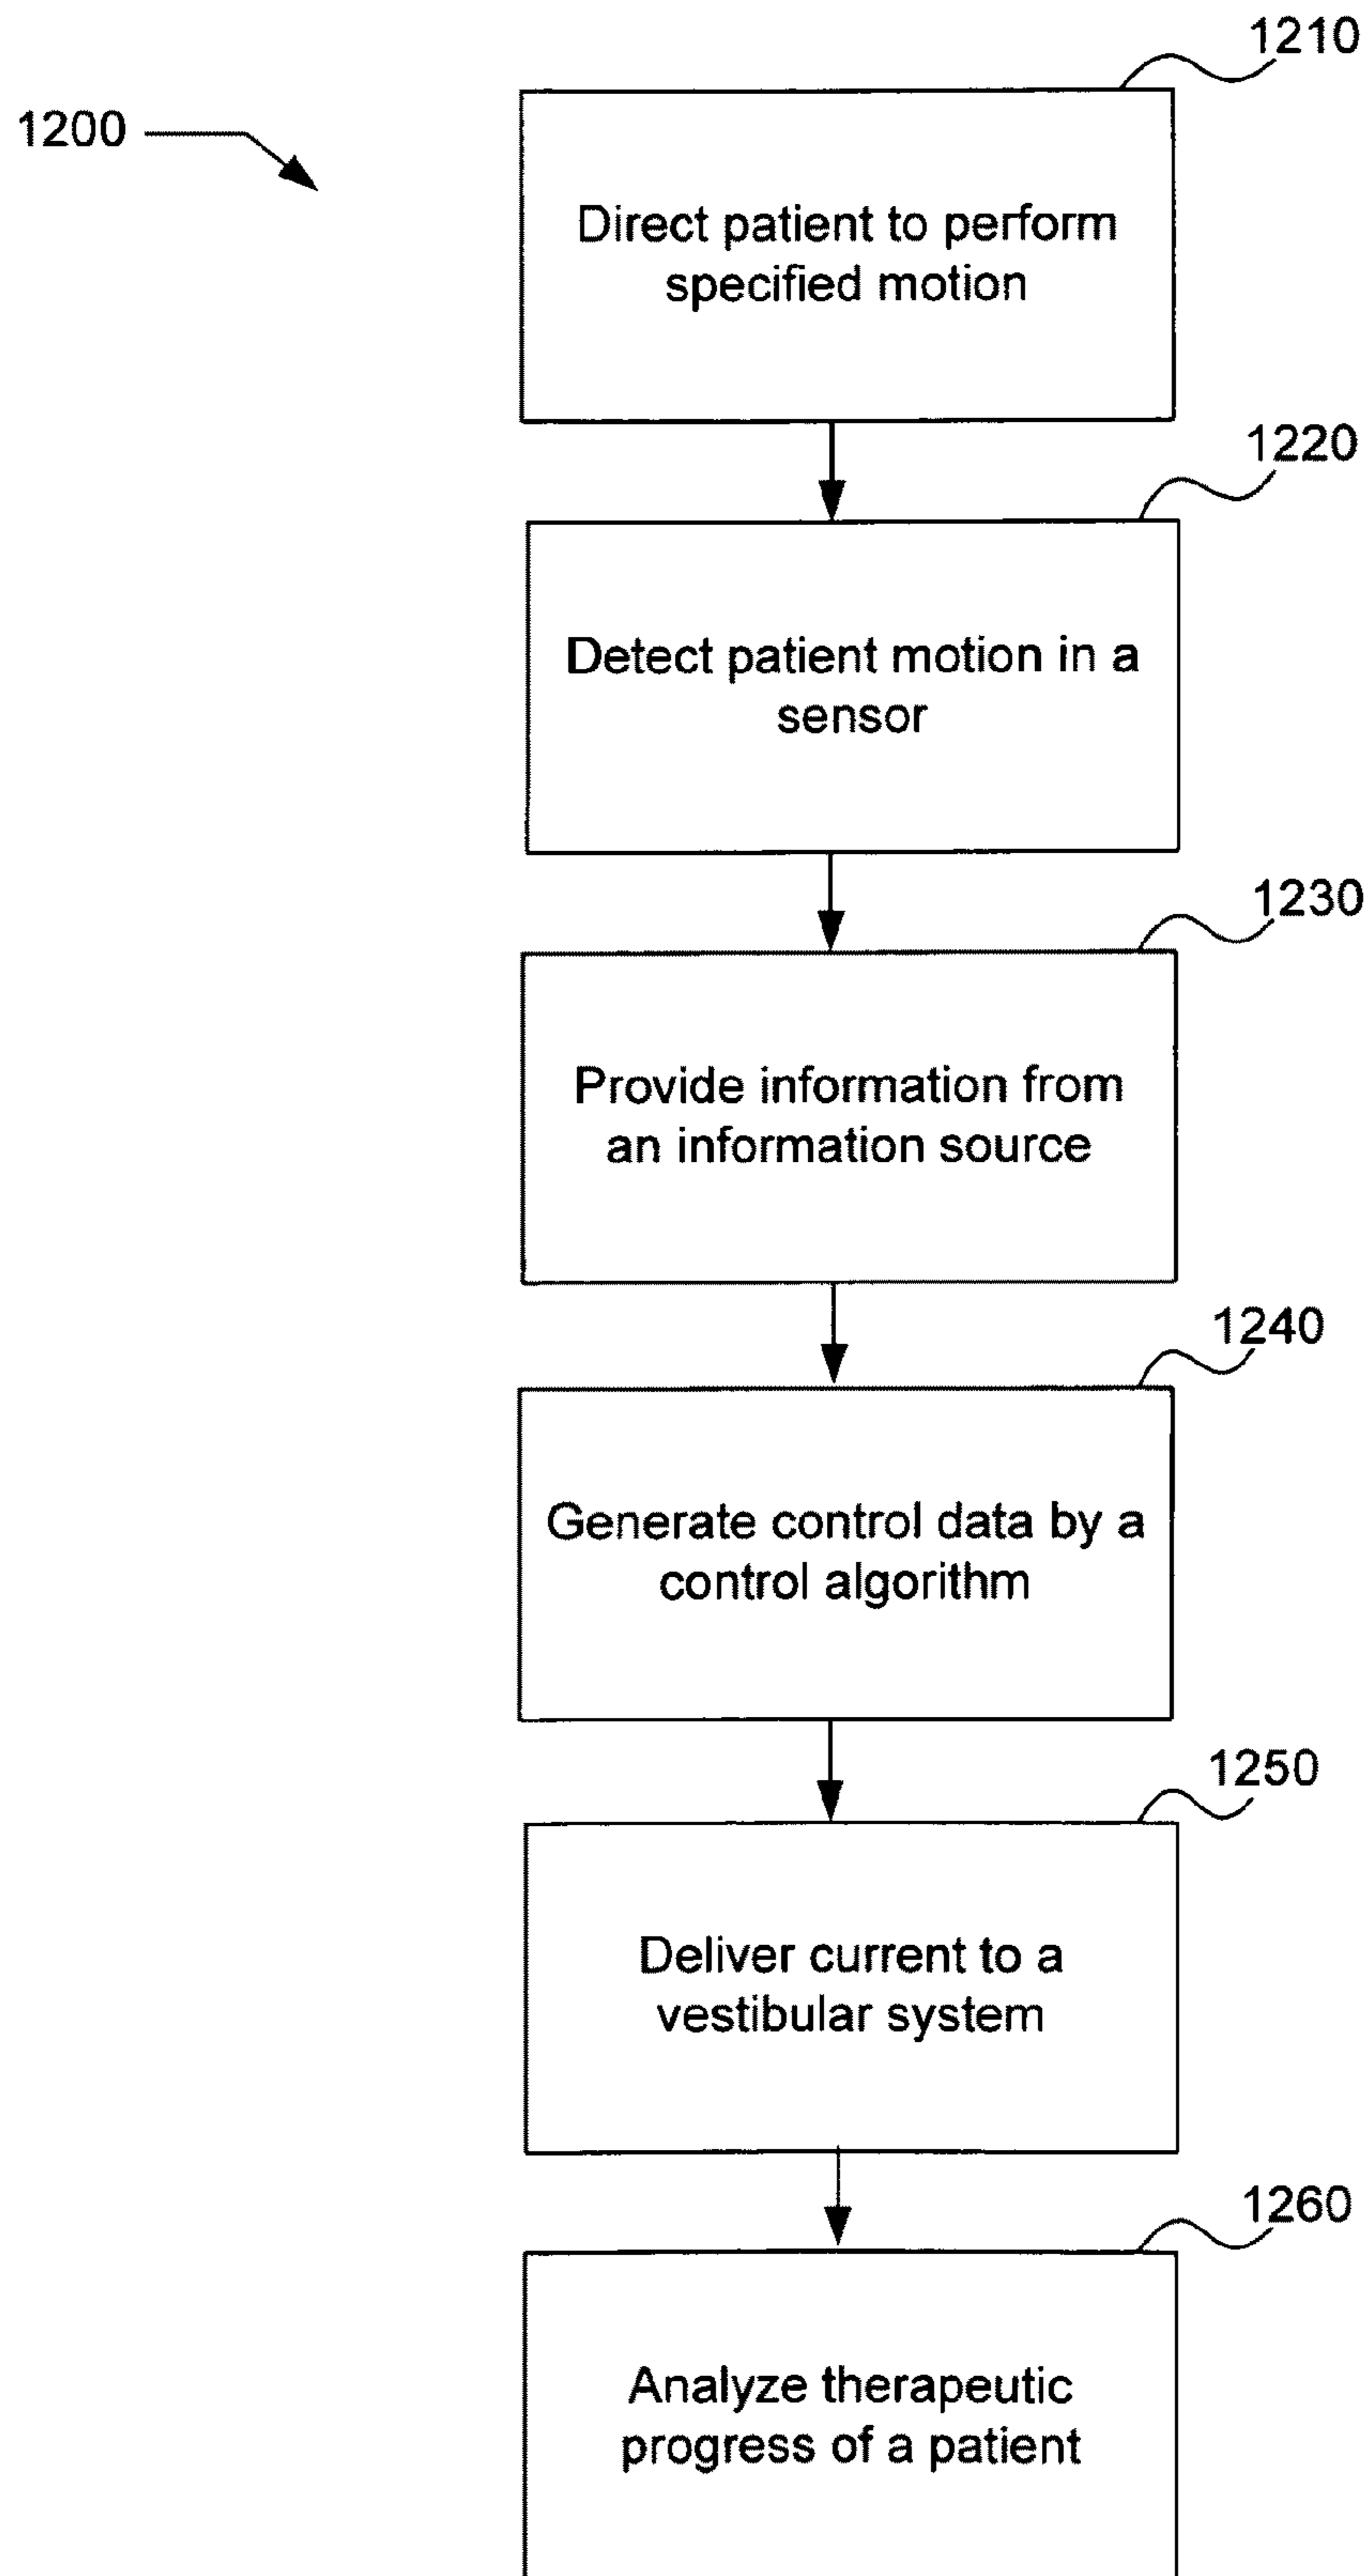 1210
1200
Direct patient to perform
specified motion
1220
Detect patient motion in a
sensor
1230
Provide information from
an information source
1240
Generate control data by a
control algorithm
1250
Deliver current to a
vestibular system
1260
Analyze therapeutic
progress of a patient